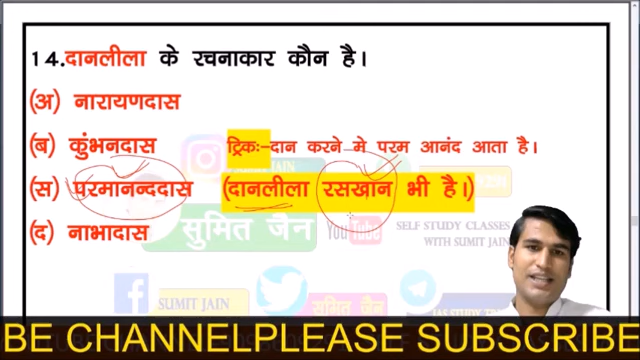 14.दानलीला के रचनाकार कौन है।
(अ) नारायणदास
(ब) कुंभनदास
ट्रिकः-दान करने मे परम आनंद आता है।
(स) परमानन्ददास (दानलीला रसखान भी है।)
(द) नाभादास
सुमित जैन
YouTube
SELF STUDY CLASSES
WITH SUMIT JAIN
SUMIT JAIN
सुमित जैन
BE CHANNELPLEASE SUBSCRIBE